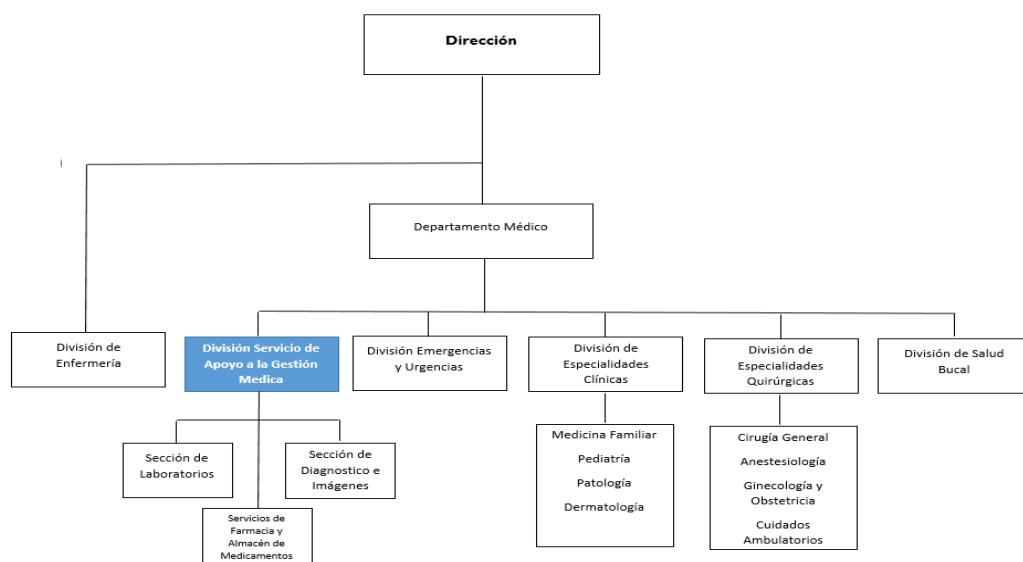 Dirección
Departamento Médico
División de
Enfermería
División Servicio de
Apoyo a la Gestión
Medica
División Emergencias
y Urgencias
División de
Especialidades
Clínicas
División de
Especialidades
Quirúrgicas
División de Salud
Bucal
Sección de
Laboratorios
Sección de
Diagnostico e
Imágenes
Servicios de
Farmacia y
Almacén de
Medicamentos
Medicina Familiar
Pediatría
Patología
Dermatología
Cirugía General
Anestesiología
Ginecología y
Obstetricia
Cuidados
Ambulatorios